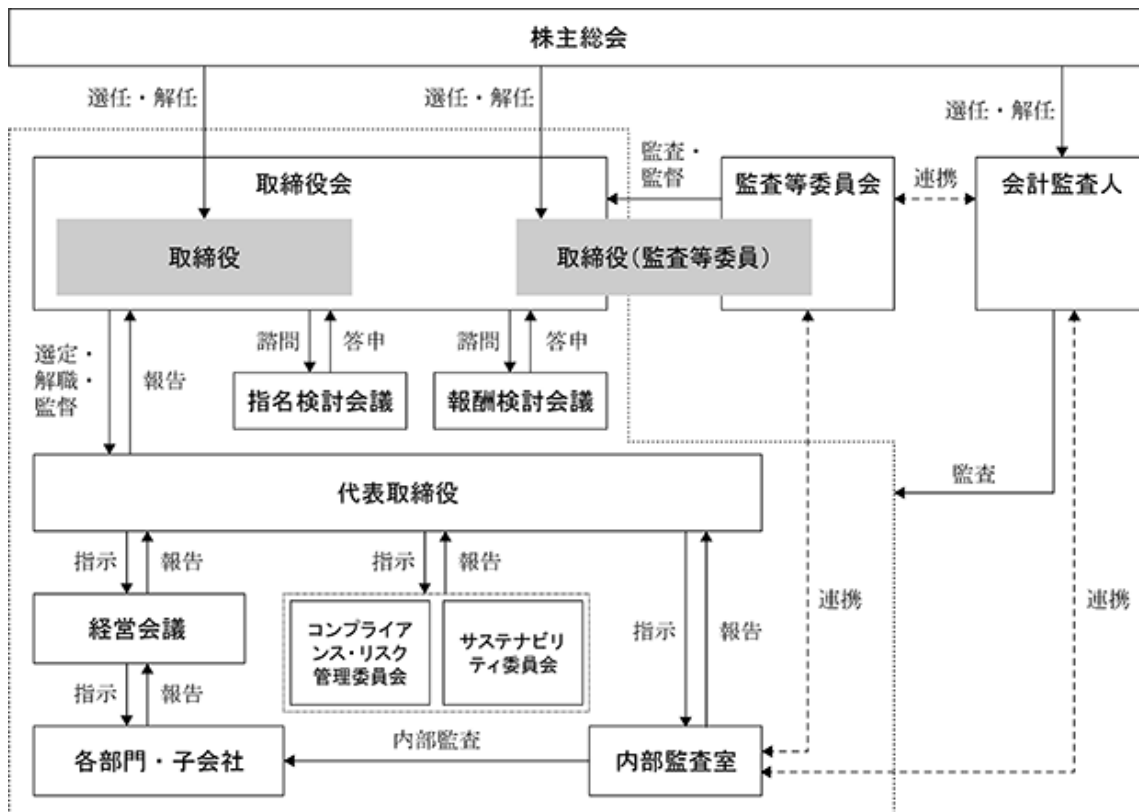 株主総会
選任・解任
選任・解任
選任・解任
取締役会
監査・
監督
監査等委員会
連携
会計監査人
取締役
取締役(監査等委員)
選定・
解職・
監督
報告
諮問
答申
諮問
答申
指名検討会議
報酬検討会議
代表取締役
監査
指示
報告
指示
報告
指示
報告
連携
連携
経営会議
コンプライア
ンス・リスク
管理委員会
サステナビリ
ティ委員会
指示
報告
各部門・子会社
内部監査
内部監査室